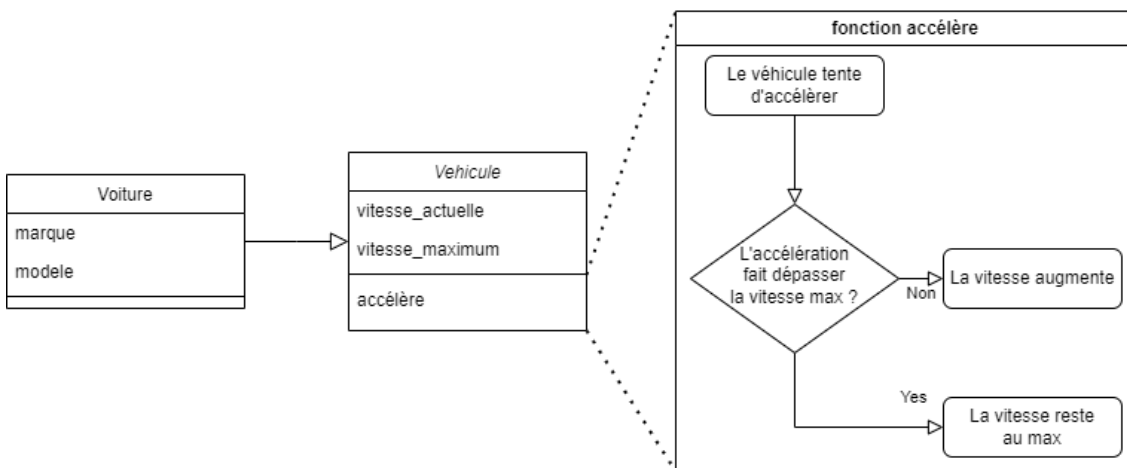 Voiture
marque
modele
Vehicule
vitesse_actuelle
vitesse_maximum
accélère
fonction accélère
Le véhicule tente
d'accélèrer
L'accélération
fait dépasser
la vitesse max ?
Non
La vitesse augmente
Yes
La vitesse reste
au max